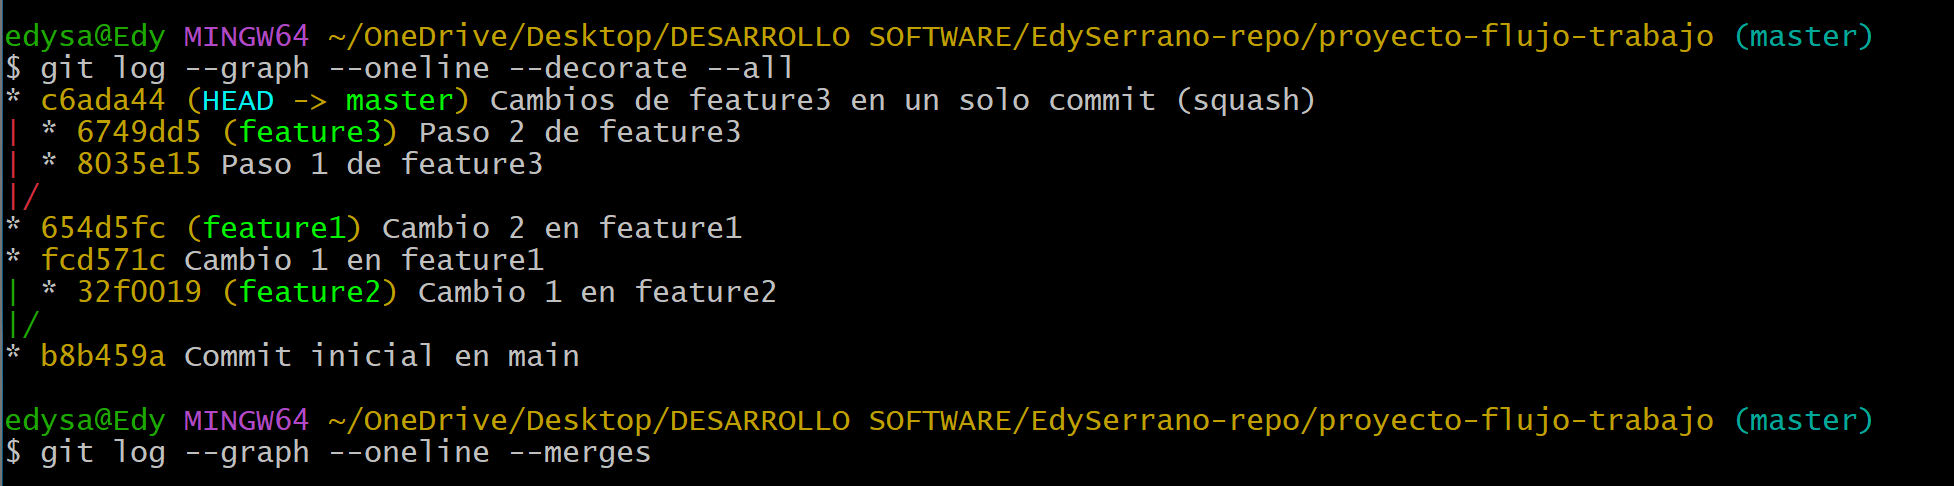 edysa@Edy MINGW64 ~/OneDrive/Desktop/DESARROLLO SOFTWARE/EdySerrano-repo/proyecto-flujo-trabajo (master)
$ git log --graph --oneline --decorate --all
* c6ada44 (HEAD -> master) Cambios de feature3 en un solo commit (squash)
| * 6749dd5 (feature3) Paso 2 de feature3
| * 8035e15 Paso 1 de feature3
|/
* 654d5fc (feature1) Cambio 2 en feature1
* fcd571c Cambio 1 en feature1
| * 32f0019 (feature2) Cambio 1 en feature2
|/
* b8b459a Commit inicial en main
edysa@Edy MINGW64 ~/OneDrive/Desktop/DESARROLLO SOFTWARE/EdySerrano-repo/proyecto-flujo-trabajo (master)
$ git log --graph --oneline --merges